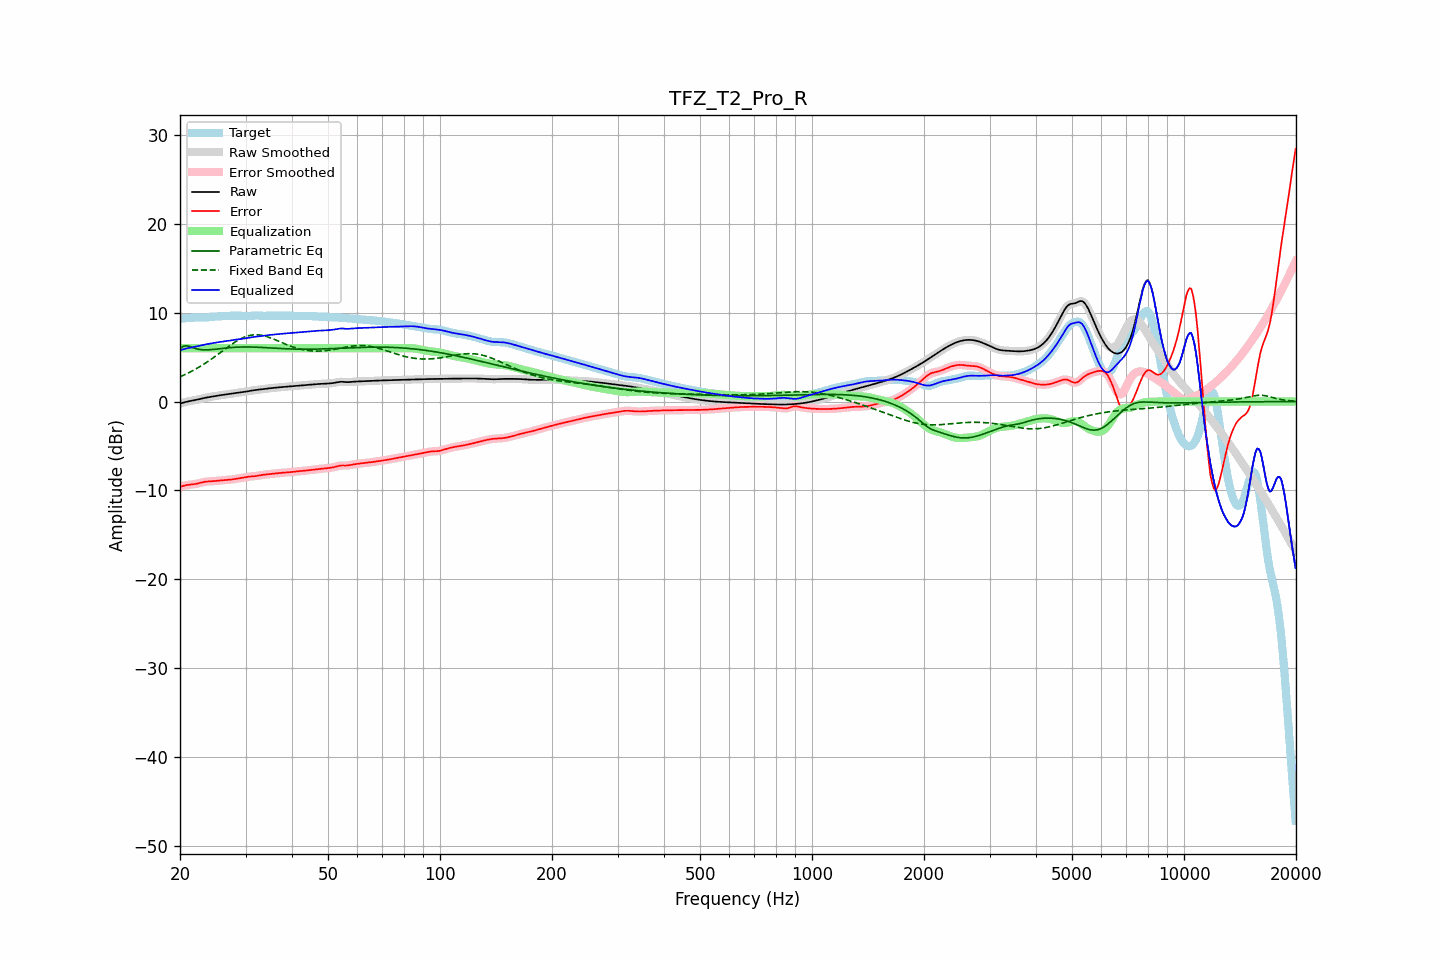 TFZ_T2_Pro_R
Target
Raw Smoothed
Error Smoothed
Raw
Error
Equalization
Parametric Eq
Fixed Band Eq
Equalized
30
20
10
0
−10
−20
−30
−40
−50
Amplitude (dBr)
20 50 100 200 500 1000 2000 5000 10000 20000
Frequency (Hz)